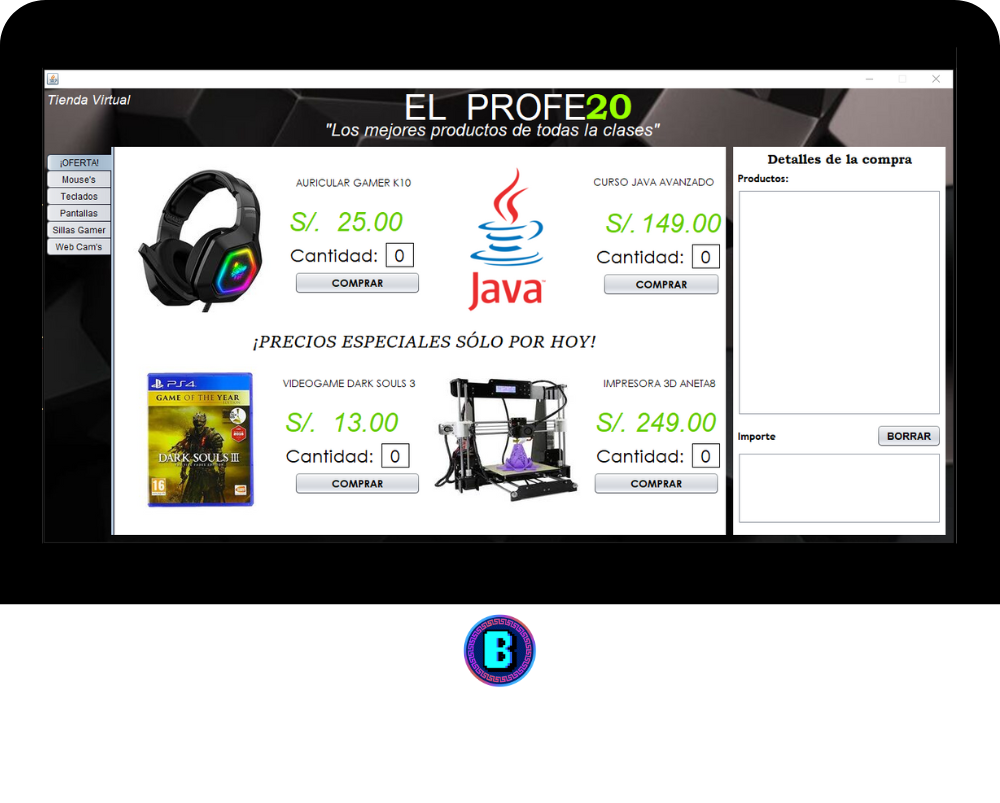 Tienda Virtual
EL PROFE20
"Los mejores productos de todas la clases"
¡OFERTA!
Mouse's
Teclados
Pantallas
Sillas Gamer
Web Cam's
AURICULAR GAMER K10
S/. 25.00
Cantidad: 0
COMPRAR
Java
CURSO JAVA AVANZADO
S/. 149.00
Cantidad: 0
COMPRAR
¡PRECIOS ESPECIALES SÓLO POR HOY!
PS4
GAME OF THE YEAR
DARK SOULS III
16
VIDEOGAME DARK SOULS 3
S/. 13.00
Cantidad: 0
COMPRAR
IMPRESORA 3D ANETA8
S/. 249.00
Cantidad: 0
COMPRAR
Detalles de la compra
Productos:
Importe
BORRAR
B